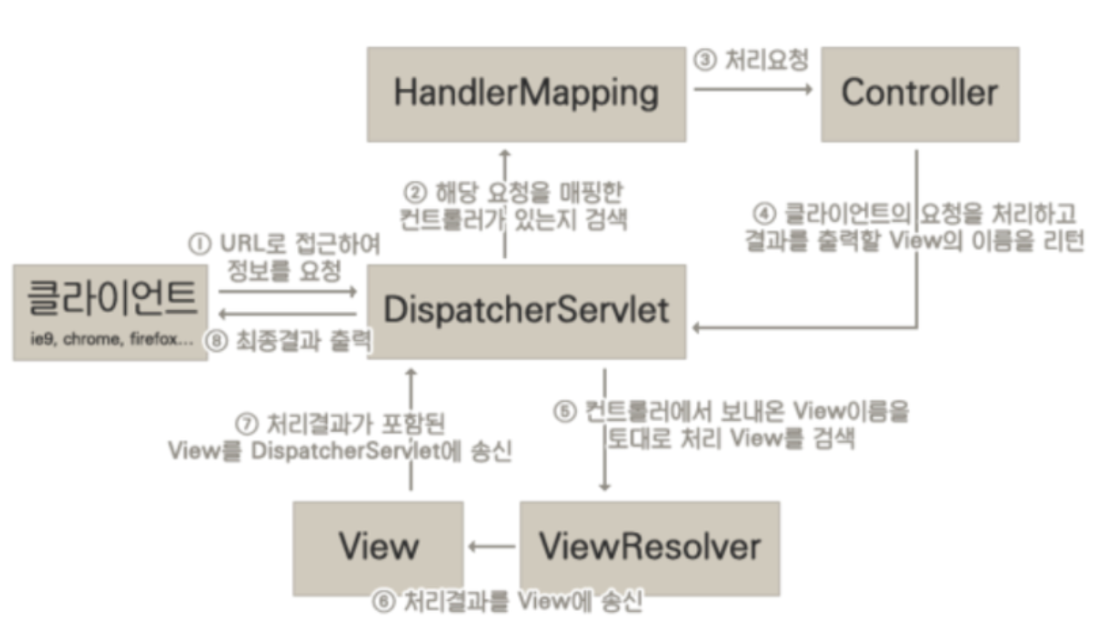 HandlerMapping
③ 처리요청
Controller
② 해당 요청을 매핑한
컨트롤러가 있는지 검색
④ 클라이언트의 요청을 처리하고
결과를 출력할 View의 이름을 리턴
① URL로 접근하여
정보를 요청
클라이언트
ie9, chrome, firefox...
DispatcherServlet
⑧ 최종결과 출력
⑦ 처리결과가 포함된
View를 DispatcherServlet에 송신
⑤ 컨트롤러에서 보내온 View이름을
토대로 처리 View를 검색
View
ViewResolver
⑥ 처리결과를 View에 송신